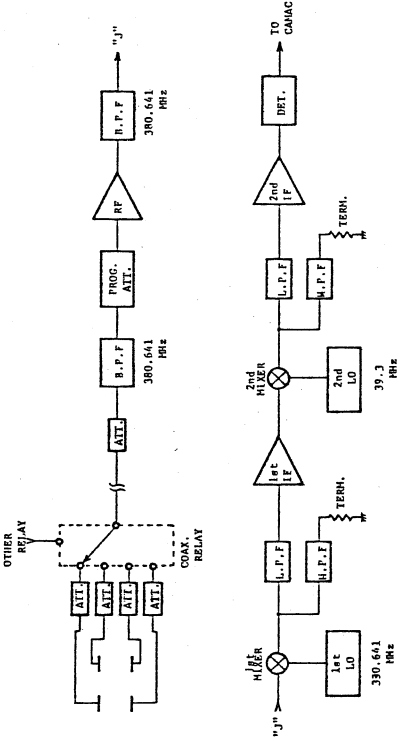 OTHER
RELAY
ATT.
ATT.
ATT.
ATT.
COAX.
RELAY
ATT.
B.P.F
380.641
MHz
PROG.
ATT.
RF
B.P.F
380.641
MHz
"J"
"J"
1st
MIXER
1st
LO
330.641
MHz
L.P.F
H.P.F
TERM.
1st
IF
2nd
MIXER
2nd
LO
39.3
MHz
L.P.F
H.P.F
TERM.
2nd
IF
DET.
TO
CAMAC